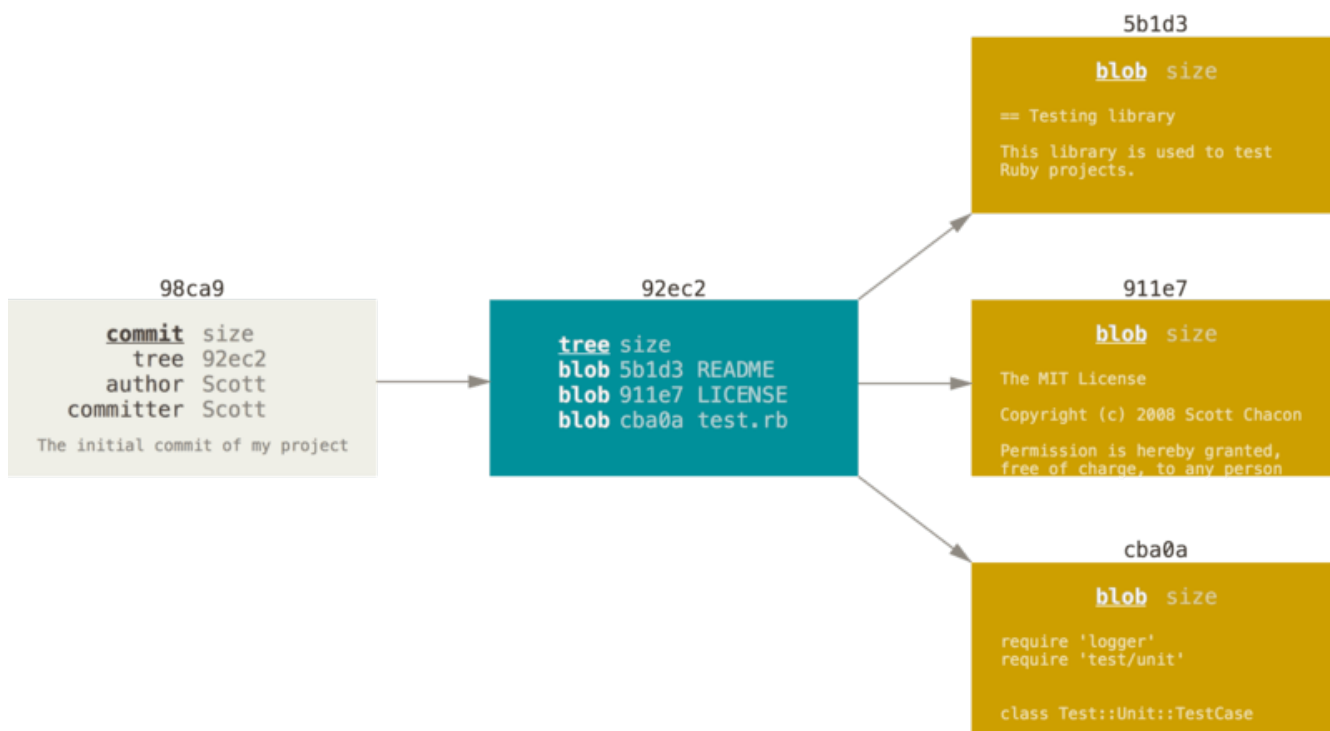 98ca9
commit size
tree 92ec2
author Scott
committer Scott
The initial commit of my project
92ec2
tree size
blob 5b1d3 README
blob 911e7 LICENSE
blob cba0a test.rb
5b1d3
blob size
== Testing library
This library is used to test
Ruby projects.
911e7
blob size
The MIT License
Copyright (c) 2008 Scott Chacon
Permission is hereby granted,
free of charge, to any person
cba0a
blob size
require 'logger'
require 'test/unit'
class Test::Unit::TestCase